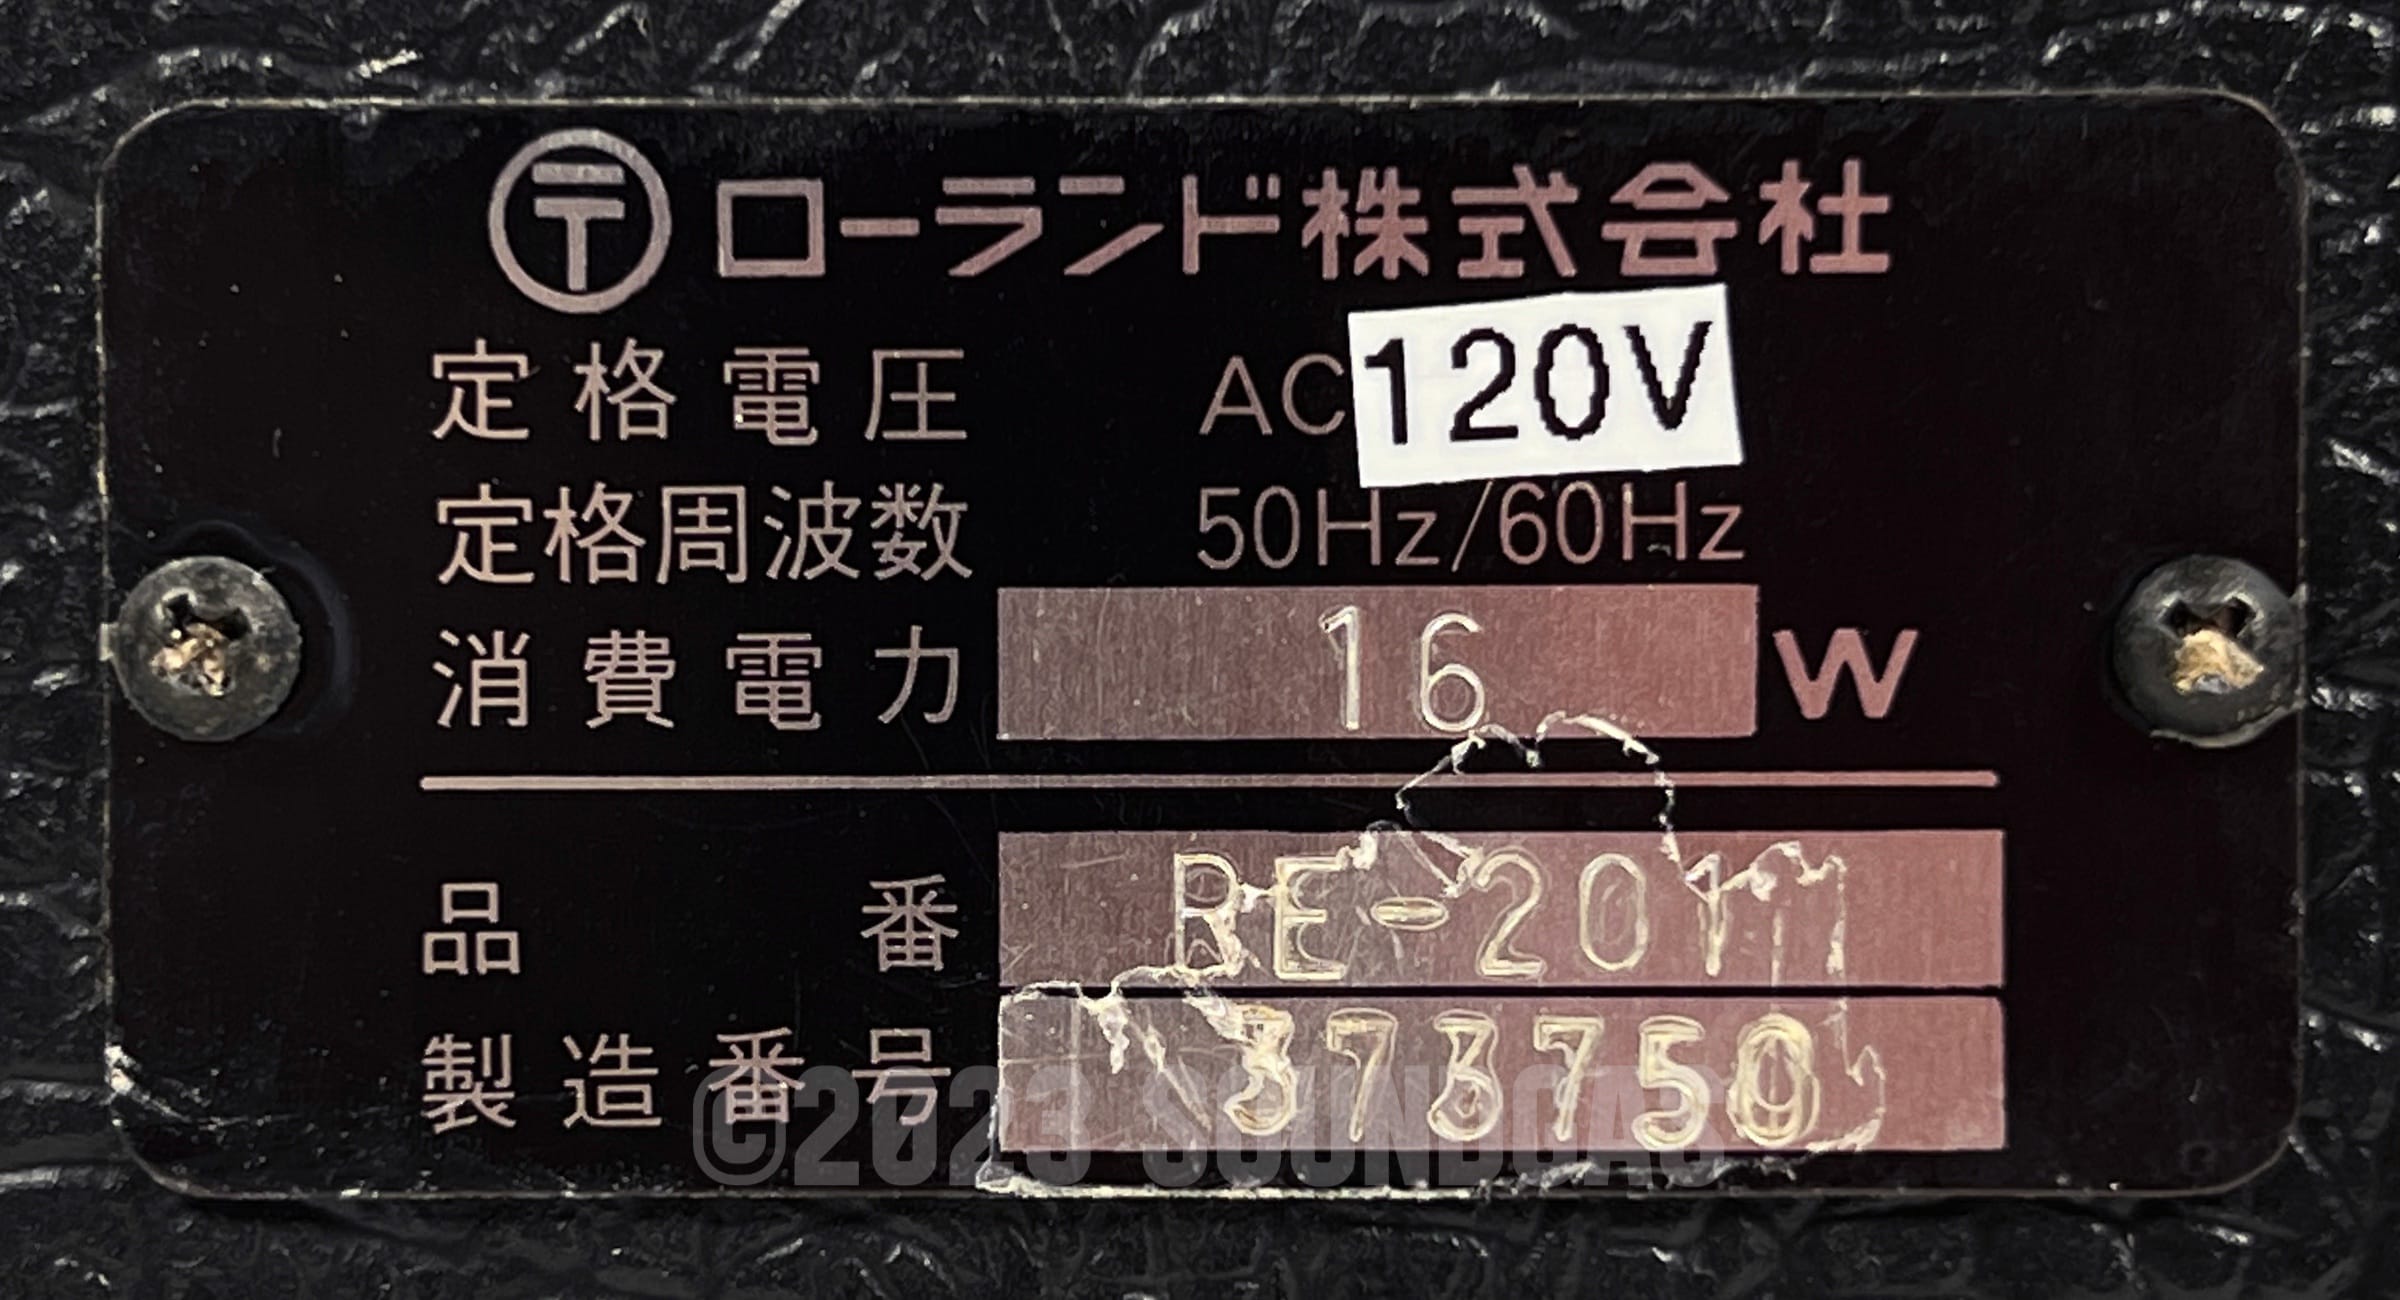 〒 ローランド株式会社
定格電圧 AC 120V
定格周波数 50Hz/60Hz
消費電力 16 W
品番 RE-201
製造番号 373750
©2023 SOUNDGAS